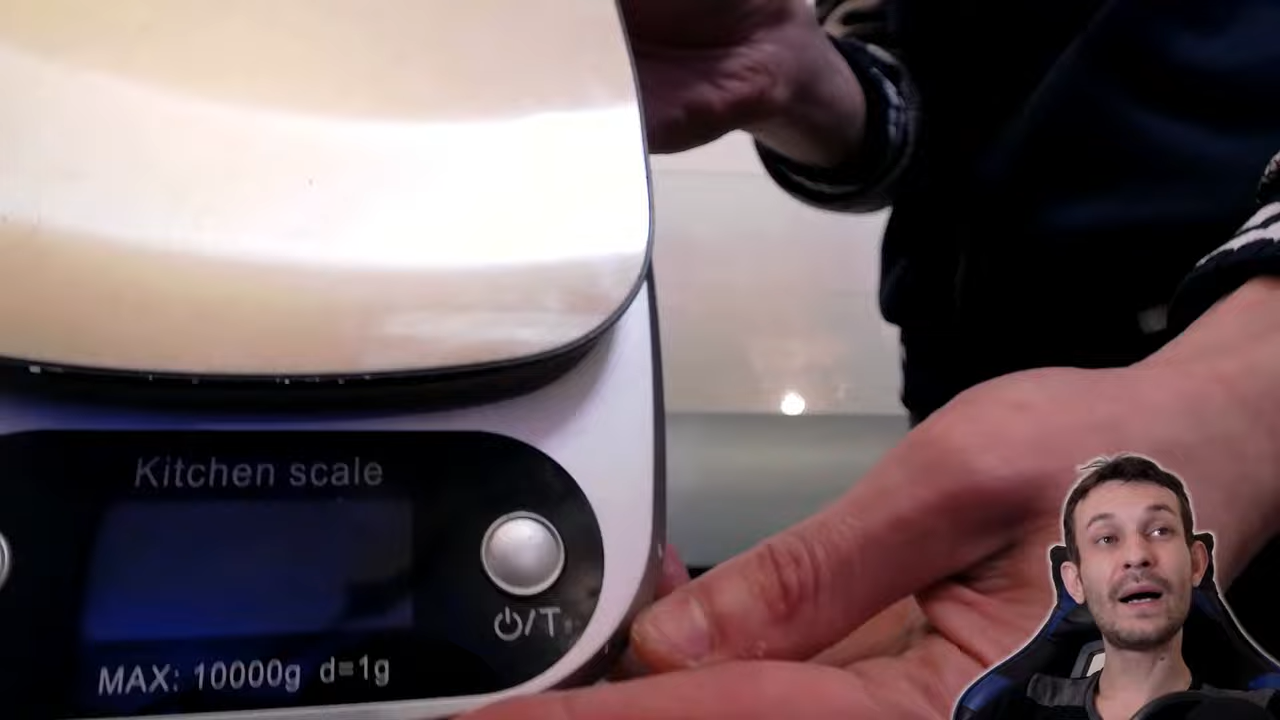 Kitchen scale
⏻/T
MAX: 10000g d=1g